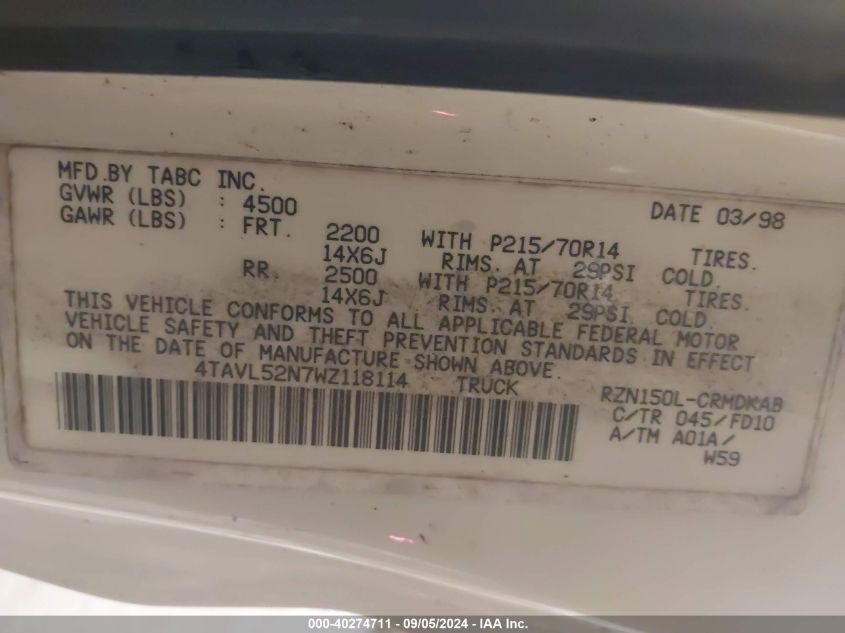 MFD.BY TABC INC.
DATE 03/98
GVWR (LBS) : 4500
GAWR (LBS) : FRT. 2200 WITH P215/70R14 TIRES.
14X6J RIMS. AT 29PSI COLD.
RR. 2500 WITH P215/70R14 TIRES.
14X6J RIMS. AT 29PSI COLD.
THIS VEHICLE CONFORMS TO ALL APPLICABLE FEDERAL MOTOR
VEHICLE SAFETY AND THEFT PREVENTION STANDARDS IN EFFECT
ON THE DATE OF MANUFACTURE SHOWN ABOVE.
4TAVL52N7WZ118114 TRUCK
RZN150L-CRMDKAB
C/TR 045/FD10
A/TM A01A/
W59
000-40274711 - 09/05/2024 - IAA Inc.